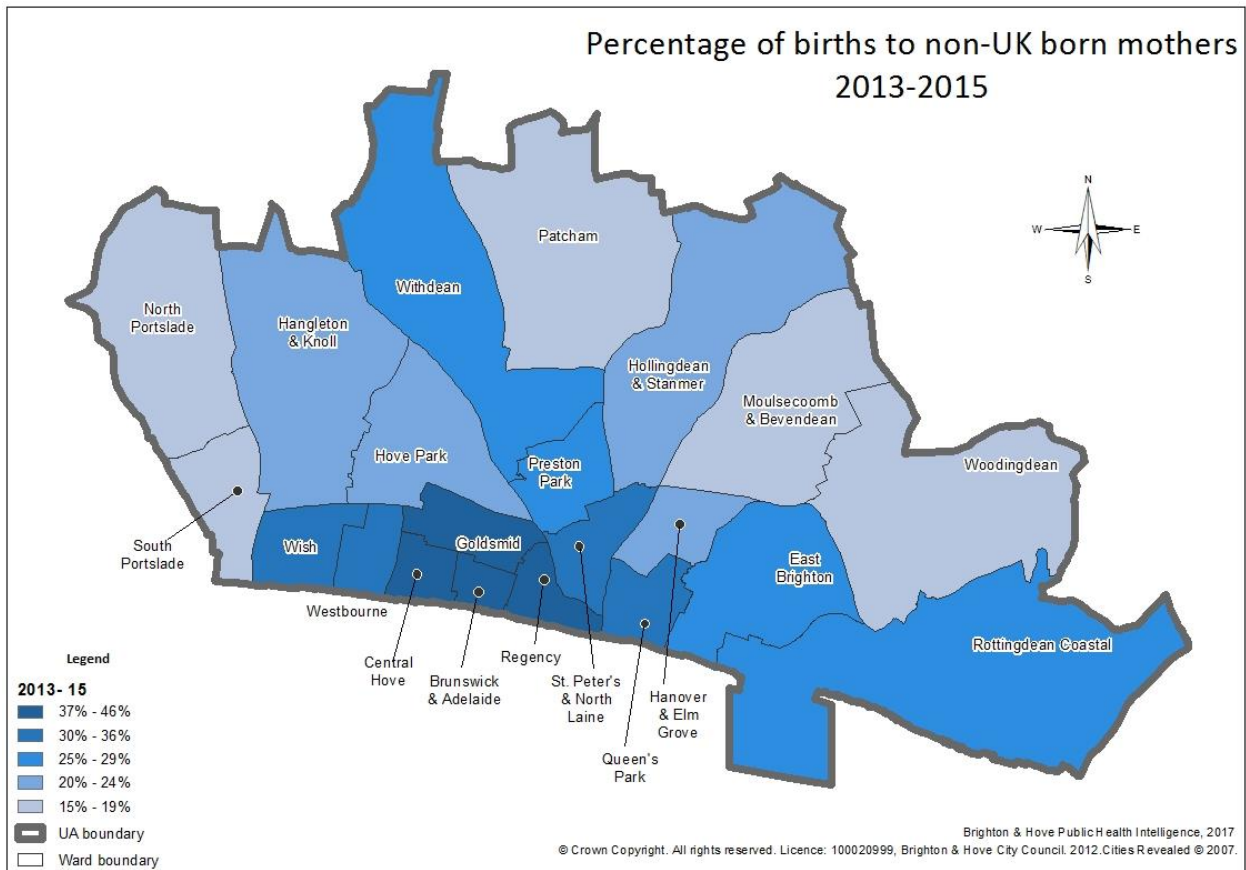 Percentage of births to non-UK born mothers
2013-2015
N
W
E
S
Patcham
Withdean
North
Portslade
Hangleton
& Knoll
Hollingdean
& Stanmer
Moulsecoomb
& Bevendean
Hove Park
Preston
Park
Woodingdean
South
Portslade
Wish
Goldsmid
East
Brighton
Westbourne
Rottingdean Coastal
Central
Hove
Brunswick
& Adelaide
Regency
St. Peter's
& North
Laine
Hanover
& Elm
Grove
Queen's
Park
Legend
2013- 15
37% - 46%
30% - 36%
25% - 29%
20% - 24%
15% - 19%
UA boundary
Ward boundary
Brighton & Hove Public Health Intelligence, 2017
© Crown Copyright. All rights reserved. Licence: 100020999, Brighton & Hove City Council. 2012.Cities Revealed © 2007.